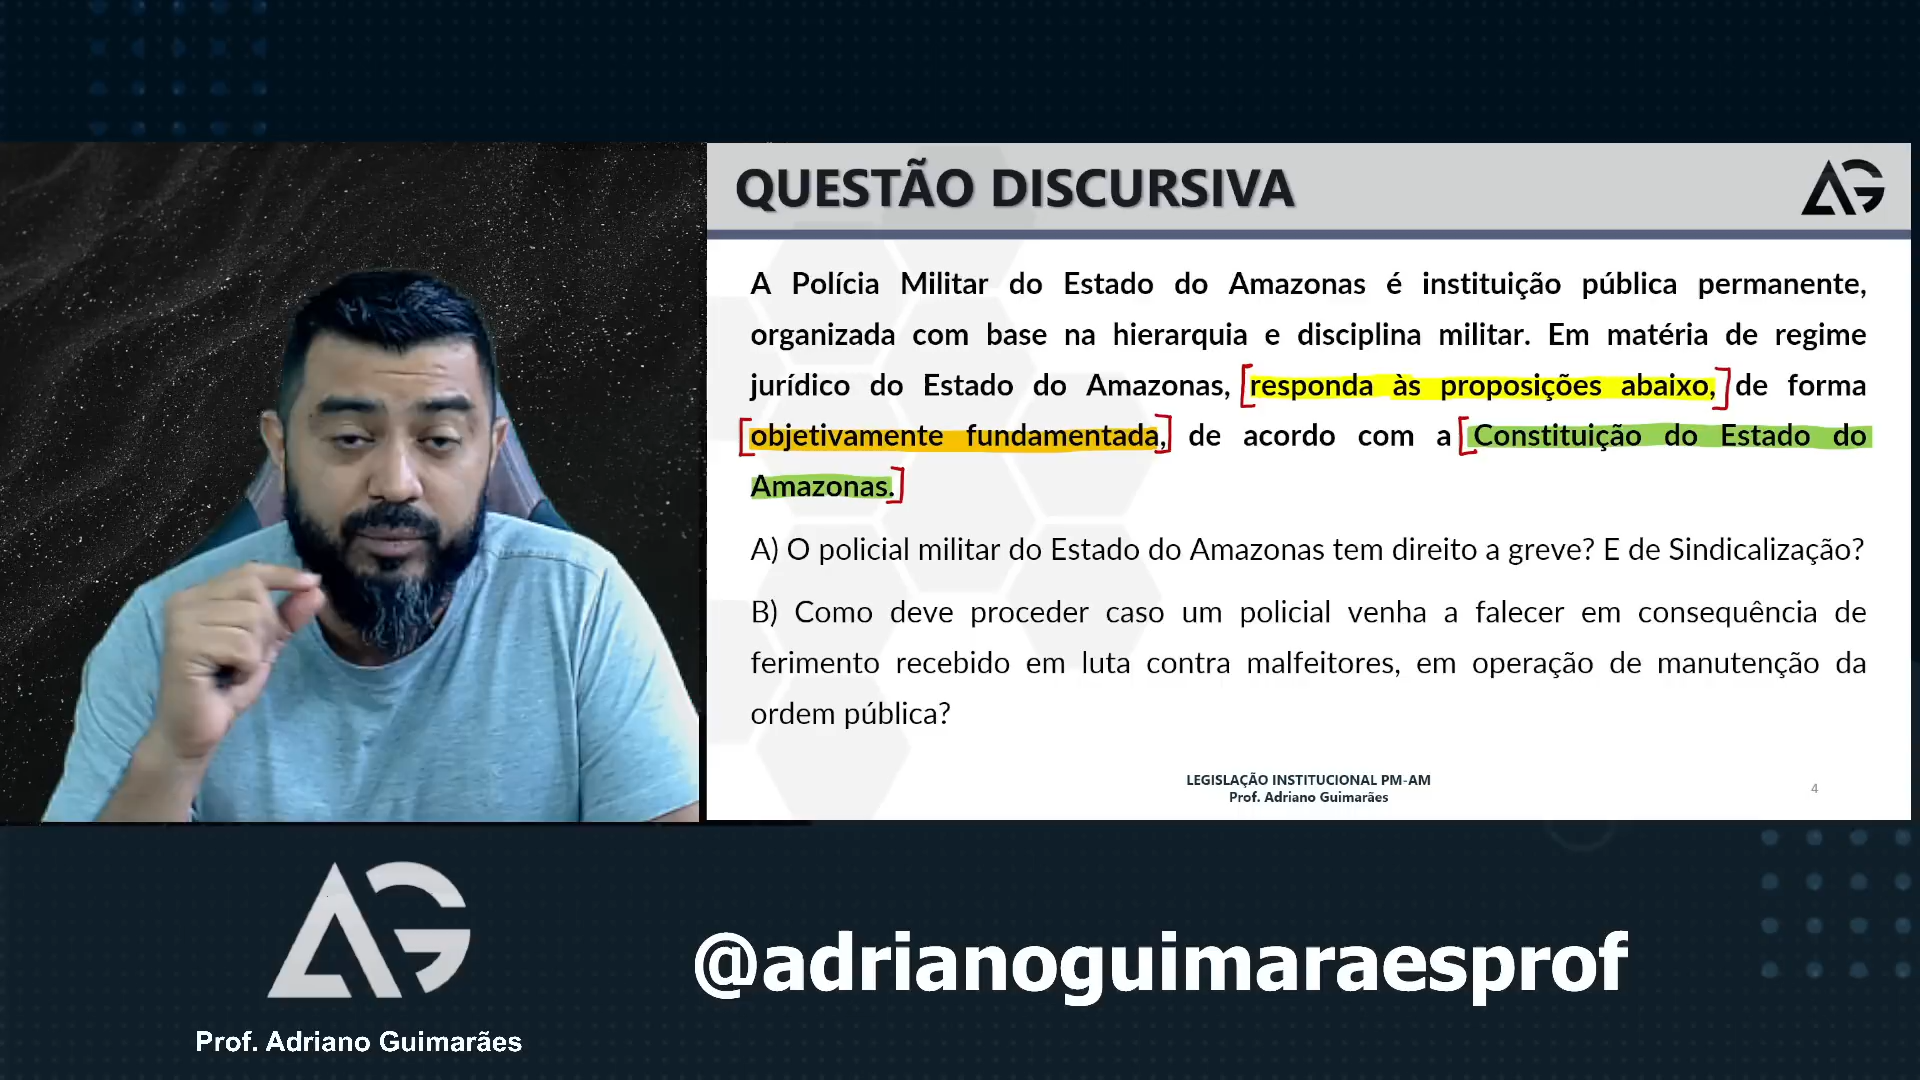 QUESTÃO DISCURSIVA
AG
A Polícia Militar do Estado do Amazonas é instituição pública permanente,
organizada com base na hierarquia e disciplina militar. Em matéria de regime
jurídico do Estado do Amazonas, responda às proposições abaixo, de forma
objetivamente fundamentada, de acordo com a Constituição do Estado do
Amazonas.
A) O policial militar do Estado do Amazonas tem direito a greve? E de Sindicalização?
B) Como deve proceder caso um policial venha a falecer em consequência de
ferimento recebido em luta contra malfeitores, em operação de manutenção da
ordem pública?
LEGISLAÇÃO INSTITUCIONAL PM-AM
Prof. Adriano Guimarães
4
AG
Prof. Adriano Guimarães
@adrianoguimaraesprof